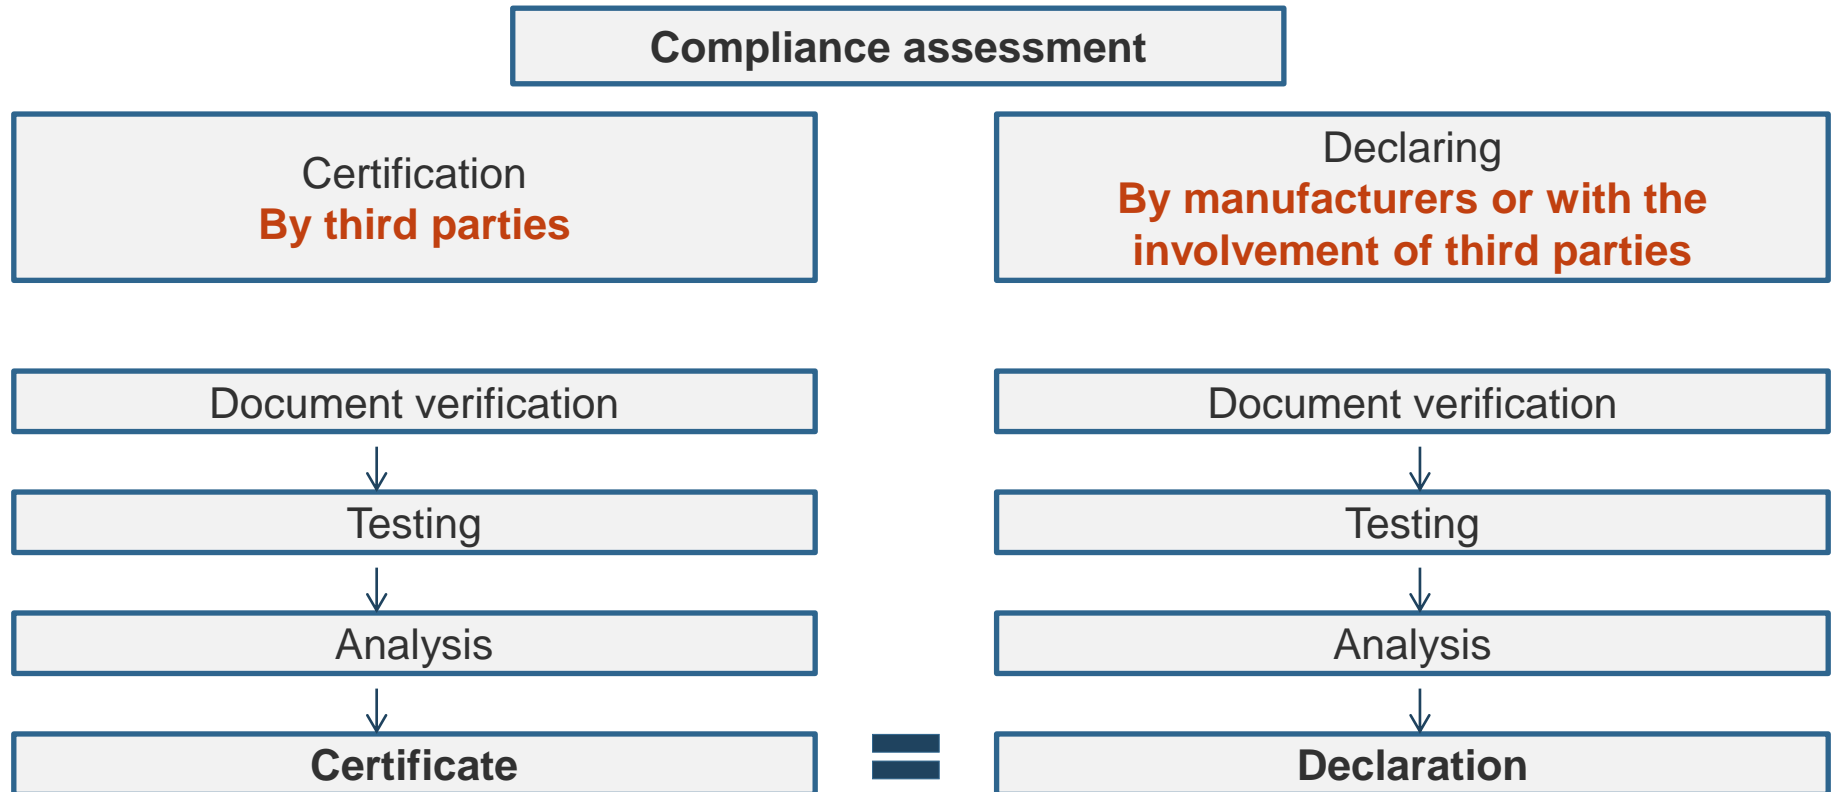 Compliance assessment
Certification
By third parties
Declaring
By manufacturers or with the
involvement of third parties
Document verification
Testing
Analysis
Certificate
Document verification
Testing
Analysis
Declaration